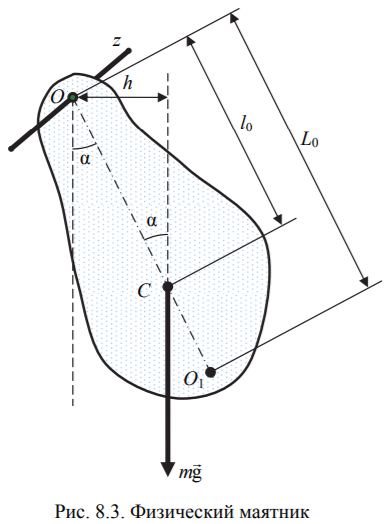 z
O
h
α
l₀
L₀
α
C
O₁
mg⃗
Рис. 8.3. Физический маятник